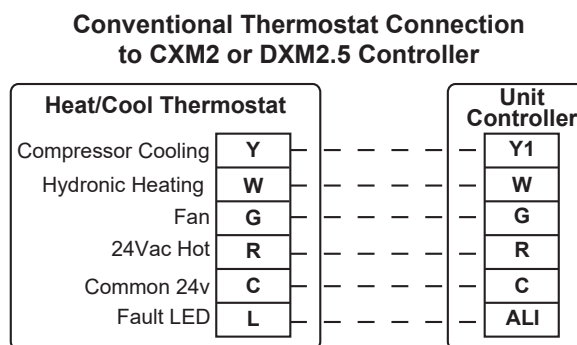 Conventional Thermostat Connection
to CXM2 or DXM2.5 Controller
Heat/Cool Thermostat
Unit
Controller
Compressor Cooling Y Y1
Hydronic Heating W W
Fan G G
24Vac Hot R R
Common 24v C C
Fault LED L ALI